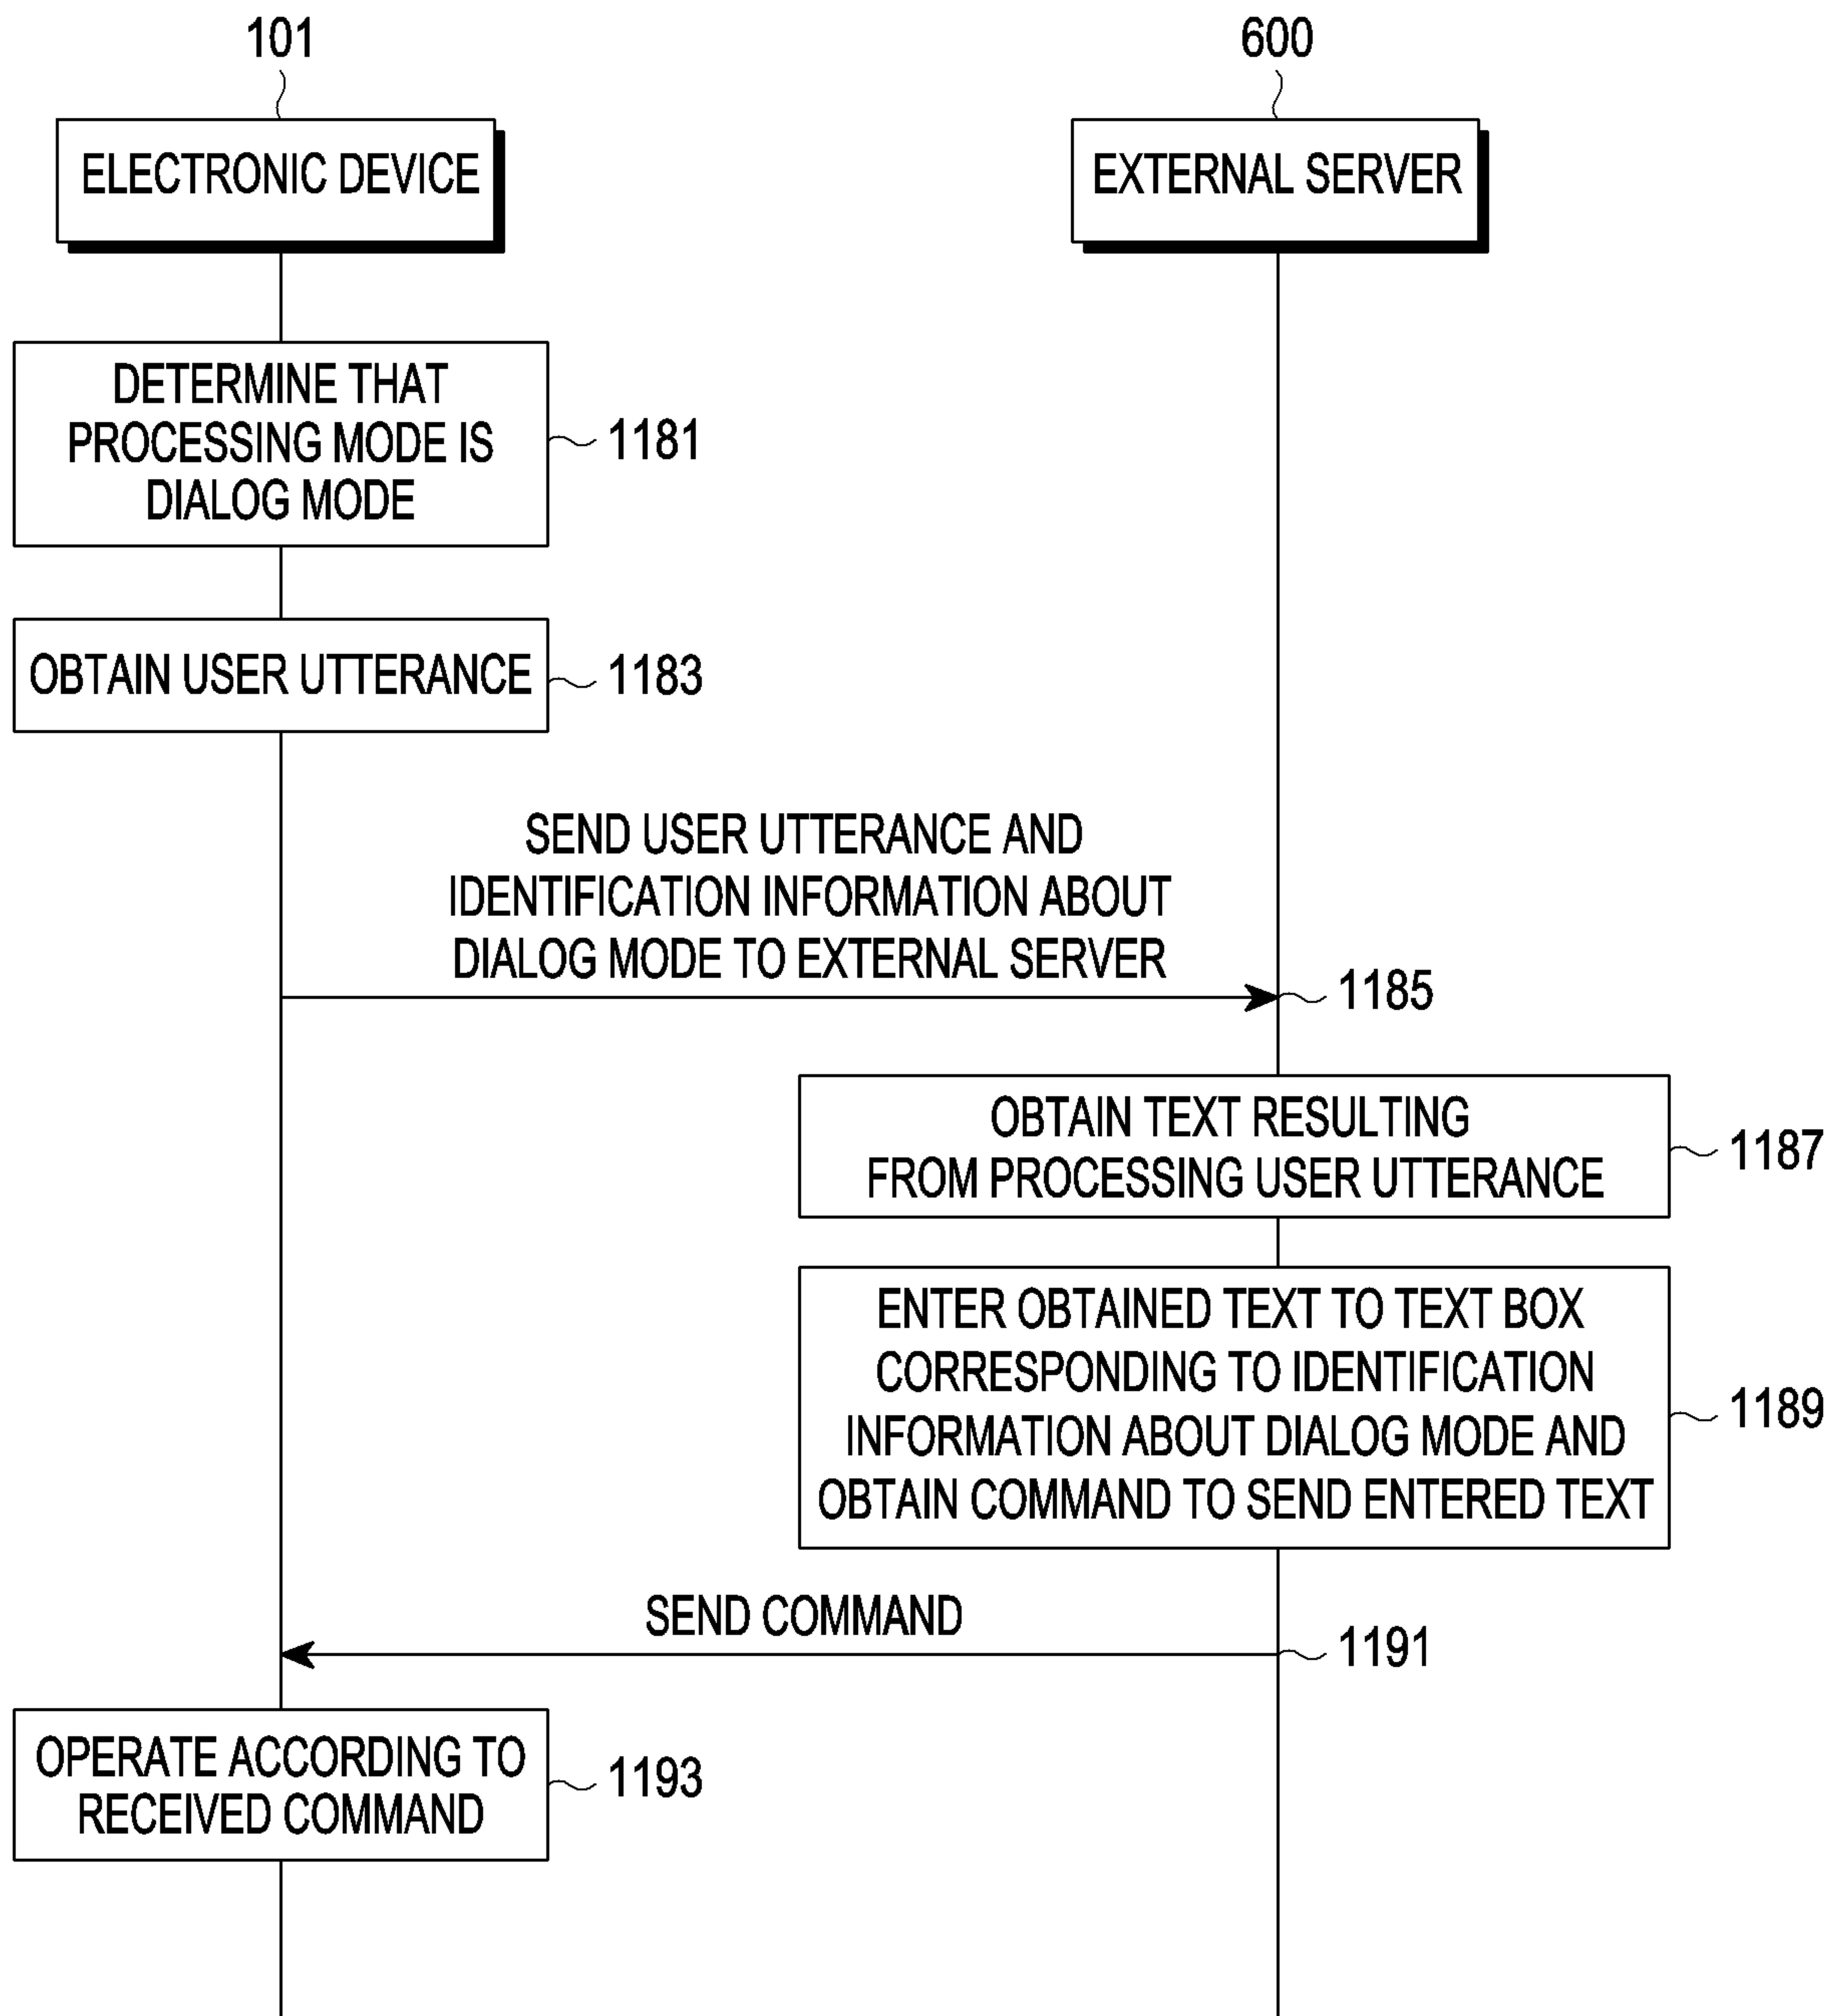 101
600
ELECTRONIC DEVICE
EXTERNAL SERVER
DETERMINE THAT
PROCESSING MODE IS
DIALOG MODE
1181
OBTAIN USER UTTERANCE
1183
SEND USER UTTERANCE AND
IDENTIFICATION INFORMATION ABOUT
DIALOG MODE TO EXTERNAL SERVER
1185
OBTAIN TEXT RESULTING
FROM PROCESSING USER UTTERANCE
1187
ENTER OBTAINED TEXT TO TEXT BOX
CORRESPONDING TO IDENTIFICATION
INFORMATION ABOUT DIALOG MODE AND
OBTAIN COMMAND TO SEND ENTERED TEXT
1189
SEND COMMAND
1191
OPERATE ACCORDING TO
RECEIVED COMMAND
1193